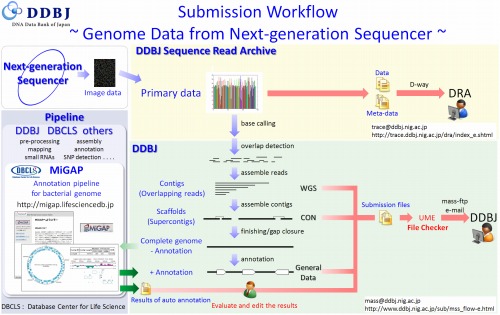 DDBJ
DNA Data Bank of Japan
Submission Workflow
~ Genome Data from Next-generation Sequencer ~
DDBJ Sequence Read Archive
Next-generation
Sequencer
Image data
Primary data
Data
Meta-data
D-way
DRA
trace@ddbj.nig.ac.jp
http://trace.ddbj.nig.ac.jp/dra/index_e.shtml
base calling
Pipeline
DDBJ DBCLS others
pre-processing assembly
mapping annotation
small RNAs SNP detection . . . .
DBCLS
MiGAP
Annotation pipeline
for bacterial genome
http://migap.lifesciencedb.jp
MiGAP
DBCLS : Database Center for Life Science
DDBJ
overlap detection
assemble reads
Contigs
(Overlapping reads)
WGS
assemble contigs
Scaffolds
(Supercontigs)
CON
finishing/gap closure
Complete genome
- Annotation
annotation
+ Annotation
General
Data
Results of auto annotation
Evaluate and edit the results
Submission files
UME
File Checker
mass-ftp
e-mail
DDBJ
mass@ddbj.nig.ac.jp
http://www.ddbj.nig.ac.jp/sub/mss_flow-e.html